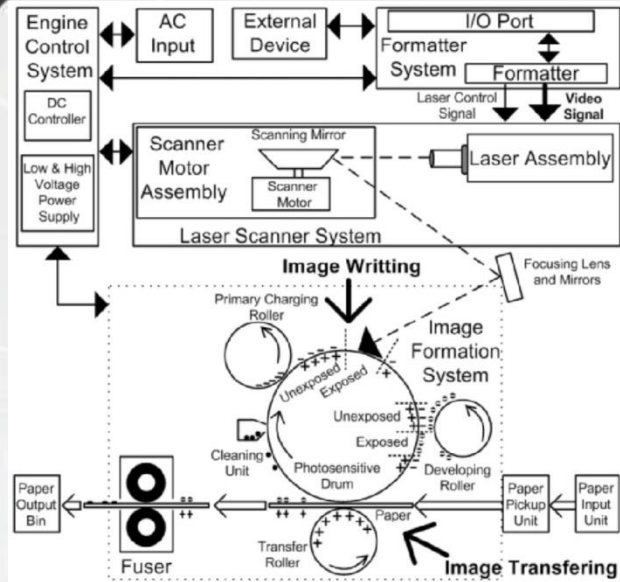 Engine
Control
System
DC
Controller
Low & High
Voltage
Power
Supply
AC
Input
External
Device
I/O Port
Formatter
System
Formatter
Laser Control
Signal
Video
Signal
Scanner
Motor
Assembly
Scanning Mirror
Scanner
Motor
Laser Assembly
Laser Scanner System
Focusing Lens
and Mirrors
Image Writting
Primary Charging
Roller
Image
Formation
System
Unexposed
Exposed
Unexposed
Exposed
Cleaning
Unit
Photosensitive
Drum
Developing
Roller
Paper
Output
Bin
Fuser
Paper
Transfer
Roller
Paper
Pickup
Unit
Paper
Input
Unit
Image Transfering